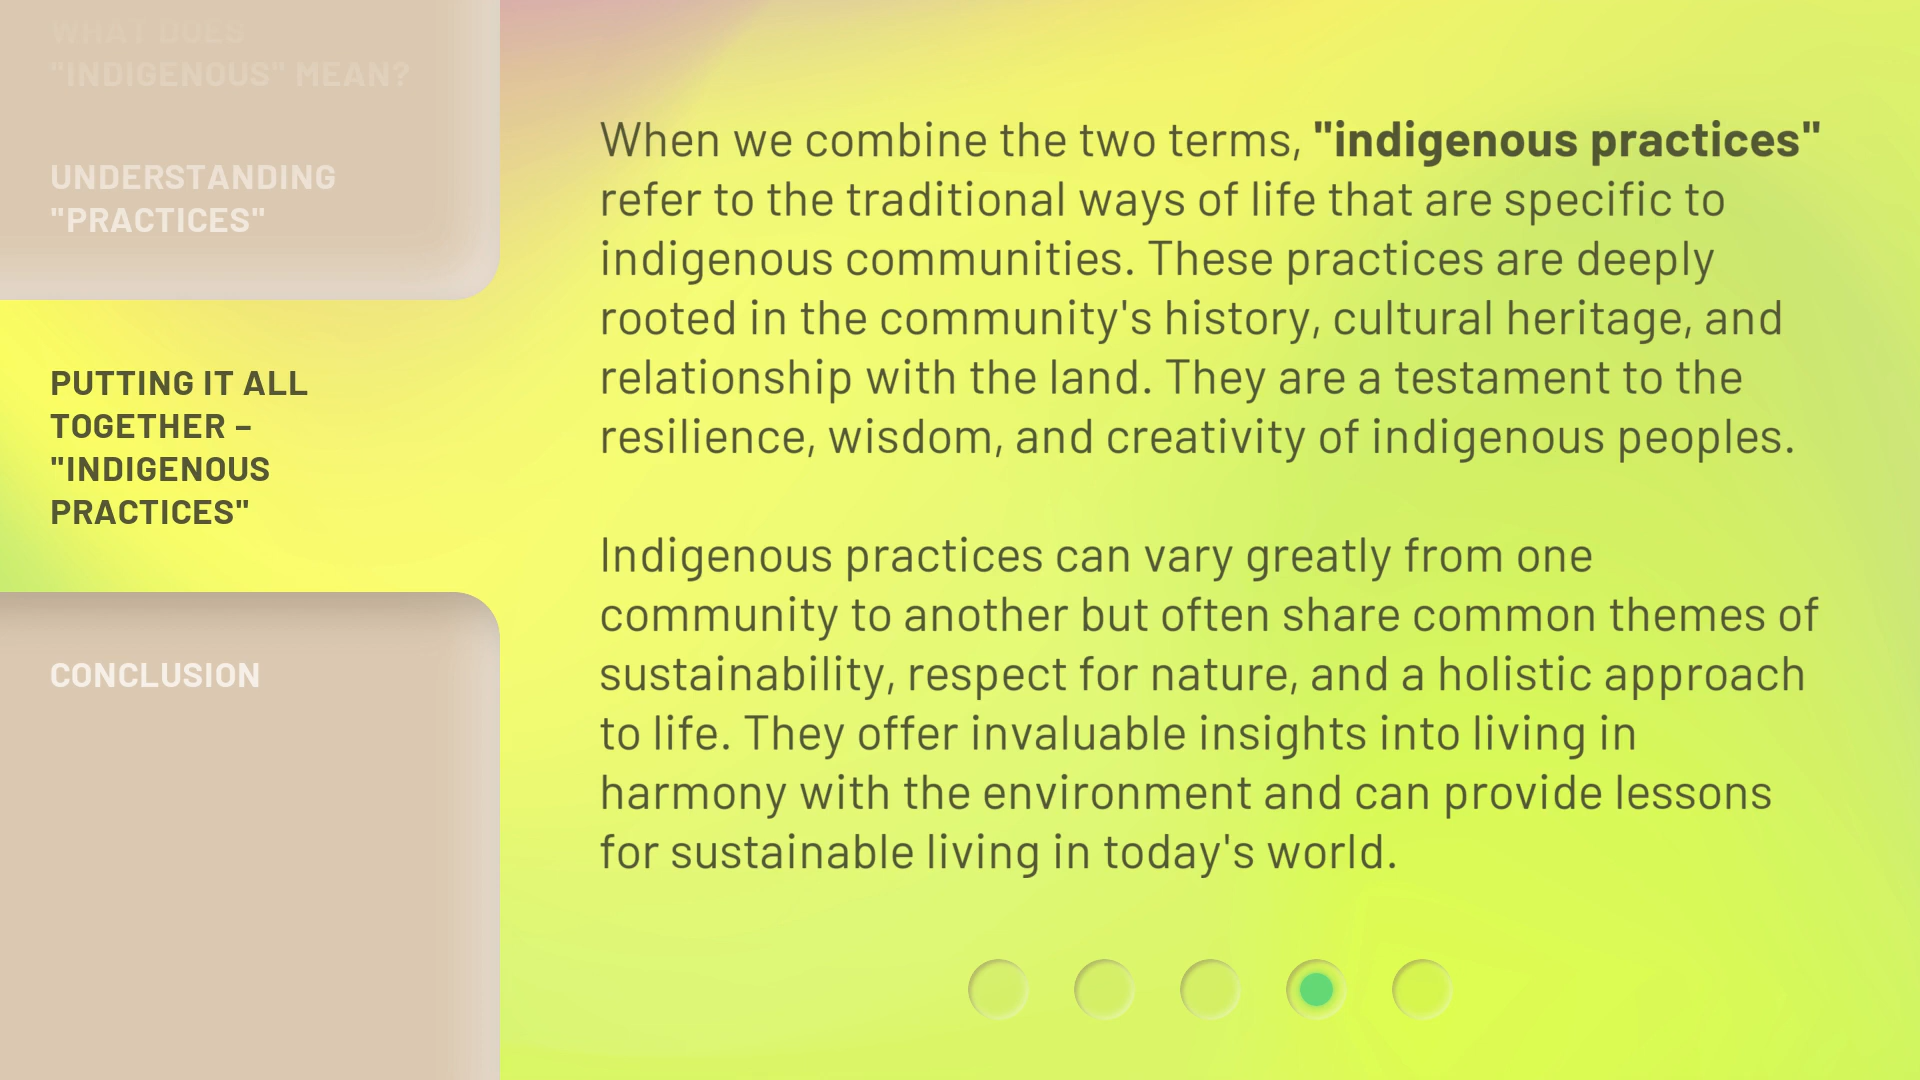 WHAT DOES
"INDIGENOUS" MEAN?
UNDERSTANDING
"PRACTICES"
PUTTING IT ALL
TOGETHER –
"INDIGENOUS
PRACTICES"
CONCLUSION
When we combine the two terms, "indigenous practices"
refer to the traditional ways of life that are specific to
indigenous communities. These practices are deeply
rooted in the community's history, cultural heritage, and
relationship with the land. They are a testament to the
resilience, wisdom, and creativity of indigenous peoples.
Indigenous practices can vary greatly from one
community to another but often share common themes of
sustainability, respect for nature, and a holistic approach
to life. They offer invaluable insights into living in
harmony with the environment and can provide lessons
for sustainable living in today's world.